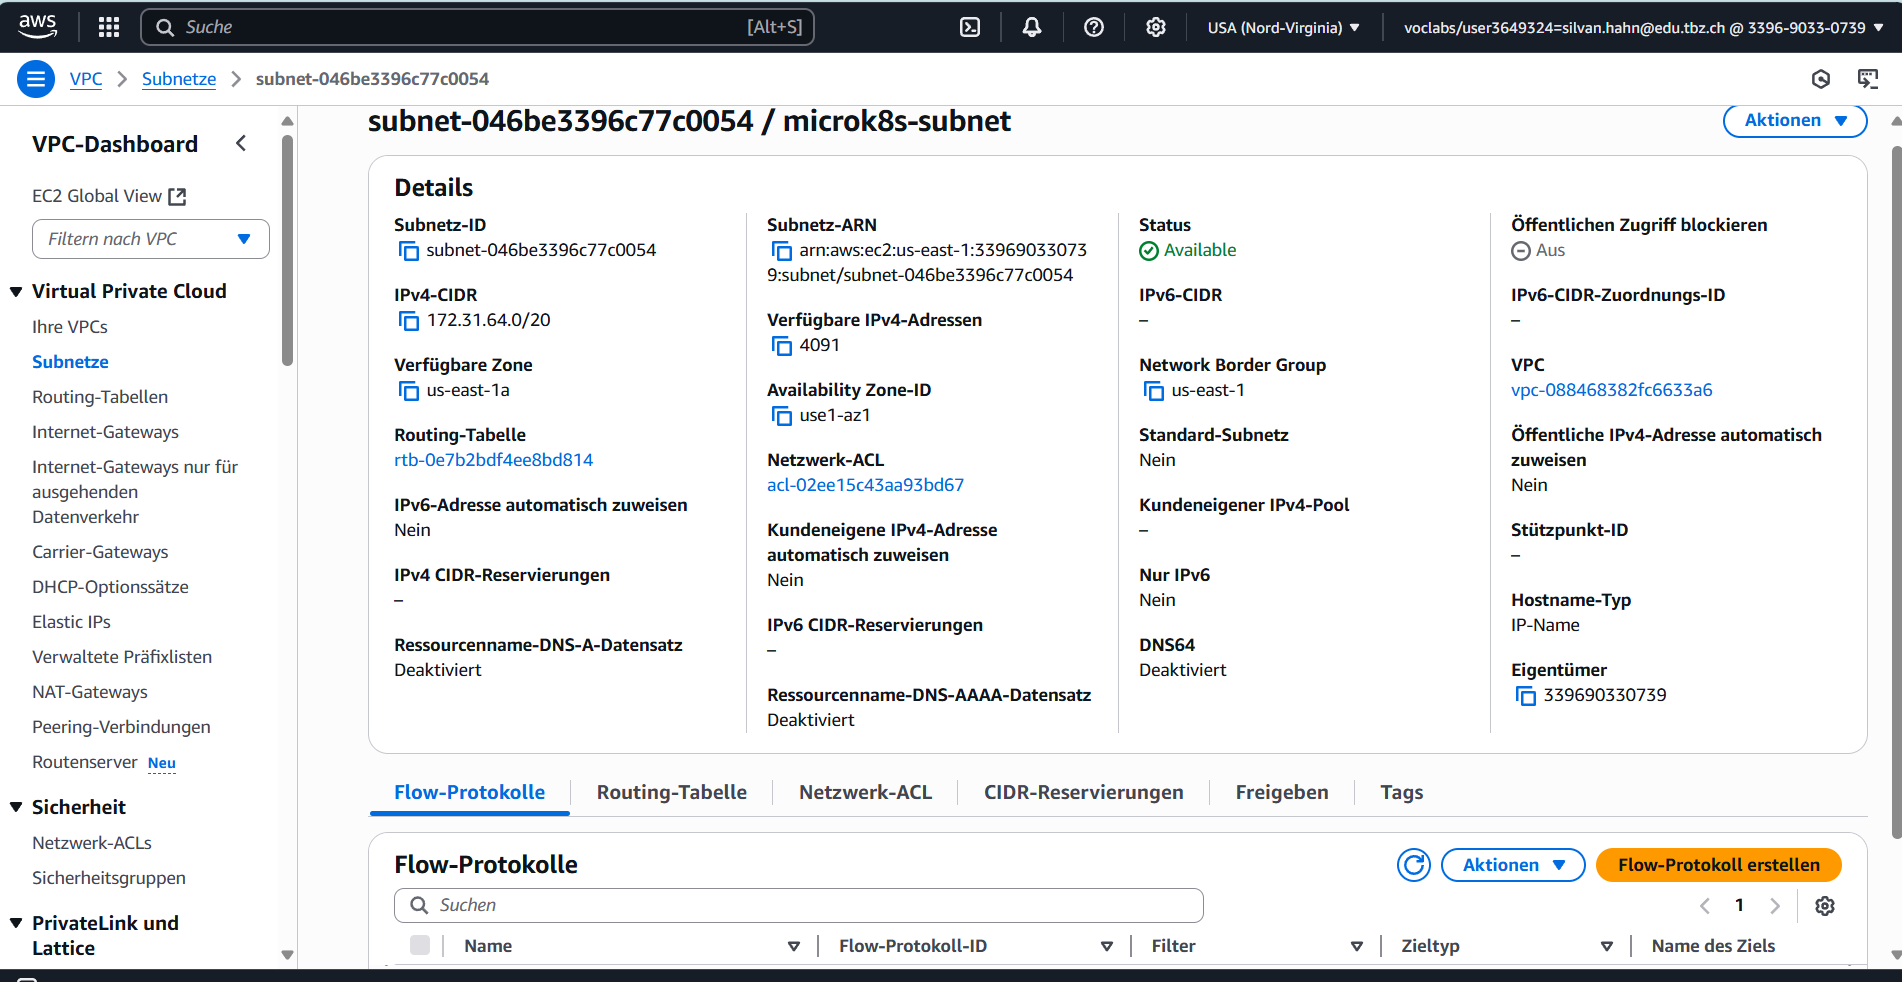 aws
Suche
[Alt+S]
USA (Nord-Virginia)
voclabs/user3649324=silvan.hahn@edu.tbz.ch @ 3396-9033-0739
VPC
Subnetze
subnet-046be3396c77c0054
VPC-Dashboard
EC2 Global View
Filtern nach VPC
Virtual Private Cloud
Ihre VPCs
Subnetze
Routing-Tabellen
Internet-Gateways
Internet-Gateways nur für
ausgehenden
Datenverkehr
Carrier-Gateways
DHCP-Optionssätze
Elastic IPs
Verwaltete Präfixlisten
NAT-Gateways
Peering-Verbindungen
Routenserver Neu
Sicherheit
Netzwerk-ACLs
Sicherheitsgruppen
PrivateLink und
Lattice
subnet-046be3396c77c0054 / microk8s-subnet
Aktionen
Details
Subnetz-ID
subnet-046be3396c77c0054
IPv4-CIDR
172.31.64.0/20
Verfügbare Zone
us-east-1a
Routing-Tabelle
rtb-0e7b2bdf4ee8bd814
IPv6-Adresse automatisch zuweisen
Nein
IPv4 CIDR-Reservierungen
–
Ressourcenname-DNS-A-Datensatz
Deaktiviert
Subnetz-ARN
arn:aws:ec2:us-east-1:33969033073
9:subnet/subnet-046be3396c77c0054
Verfügbare IPv4-Adressen
4091
Availability Zone-ID
use1-az1
Netzwerk-ACL
acl-02ee15c43aa93bd67
Kundeneigene IPv4-Adresse
automatisch zuweisen
Nein
IPv6 CIDR-Reservierungen
–
Ressourcenname-DNS-AAAA-Datensatz
Deaktiviert
Status
Available
IPv6-CIDR
–
Network Border Group
us-east-1
Standard-Subnetz
Nein
Kundeneigener IPv4-Pool
–
Nur IPv6
Nein
DNS64
Deaktiviert
Öffentlichen Zugriff blockieren
Aus
IPv6-CIDR-Zuordnungs-ID
–
VPC
vpc-088468382fc6633a6
Öffentliche IPv4-Adresse automatisch
zuweisen
Nein
Stützpunkt-ID
–
Hostname-Typ
IP-Name
Eigentümer
339690330739
Flow-Protokolle
Routing-Tabelle
Netzwerk-ACL
CIDR-Reservierungen
Freigeben
Tags
Flow-Protokolle
Aktionen
Flow-Protokoll erstellen
Suchen
1
Name
Flow-Protokoll-ID
Filter
Zieltyp
Name des Ziels